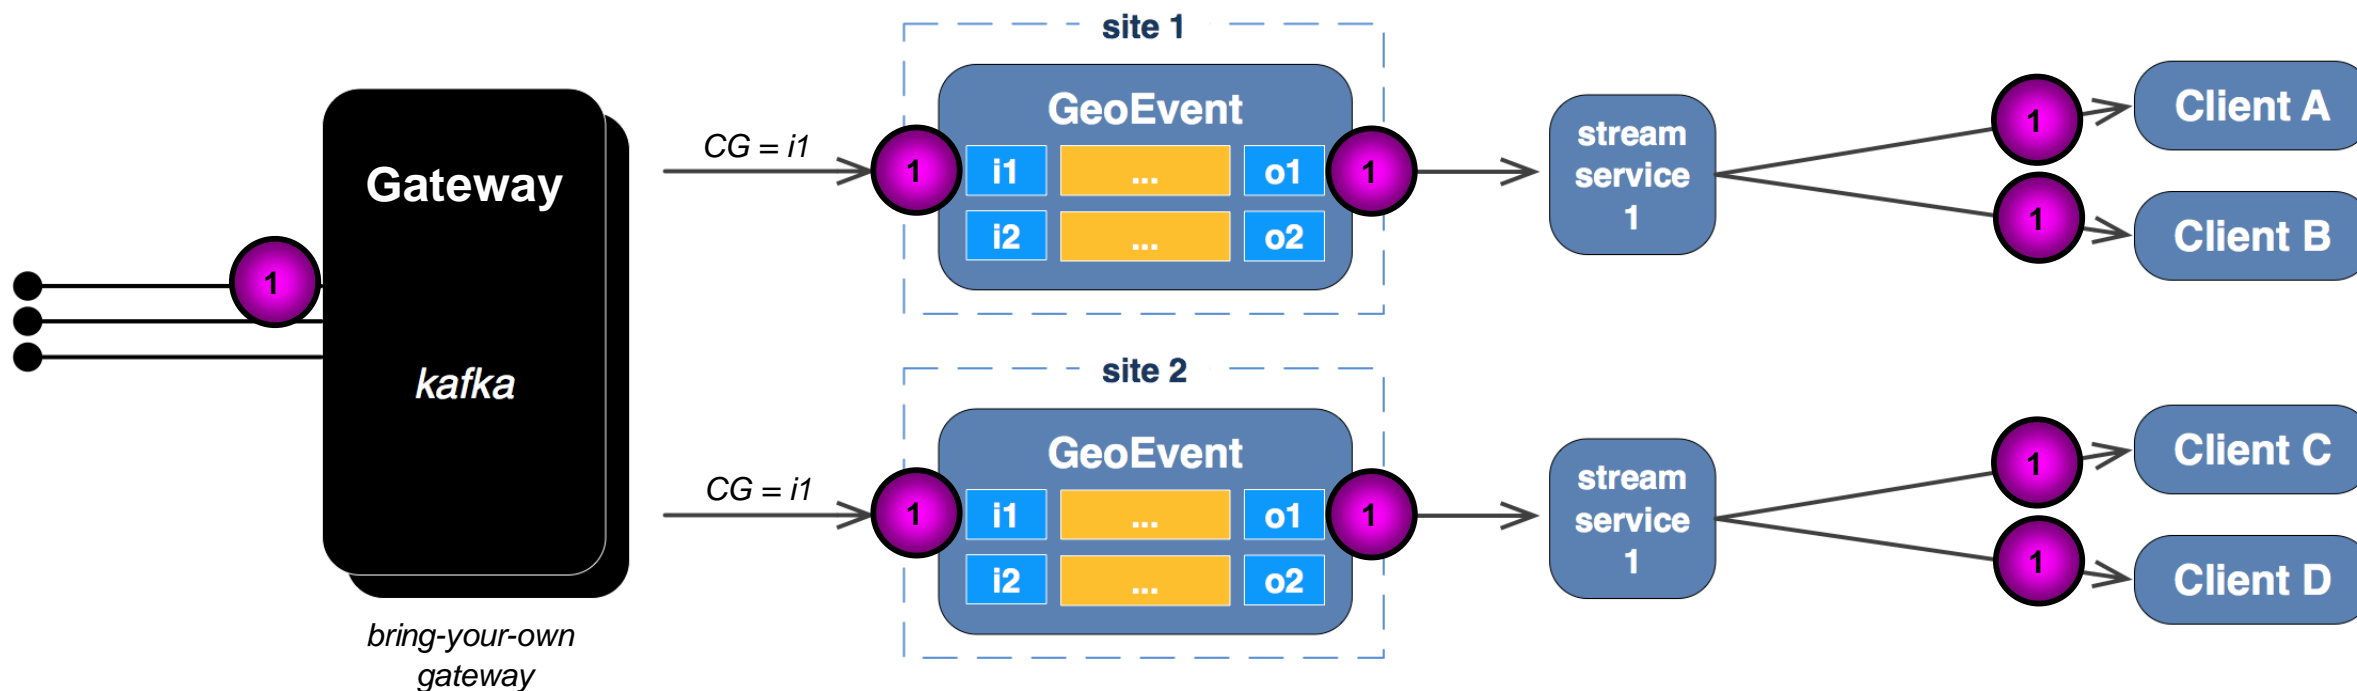 site 1
GeoEvent
CG = i1
1
i1
...
o1
1
i2
...
o2
stream
service
1
1
Client A
1
Client B
Gateway
1
kafka
bring-your-own
gateway
site 2
GeoEvent
CG = i1
1
i1
...
o1
1
i2
...
o2
stream
service
1
1
Client C
1
Client D